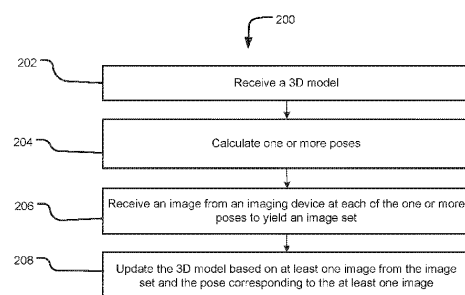 200
202
Receive a 3D model
204
Calculate one or more poses
206
Receive an image from an imaging device at each of the one or more
poses to yield an image set
208
Update the 3D model based on at least one image from the image
set and the pose corresponding to the at least one image